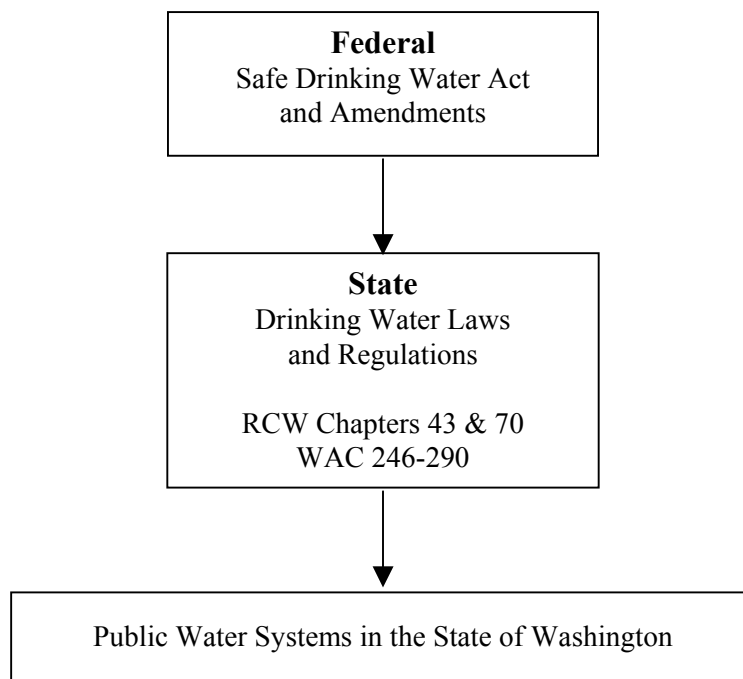 Federal
Safe Drinking Water Act
and Amendments
State
Drinking Water Laws
and Regulations
RCW Chapters 43 & 70
WAC 246-290
Public Water Systems in the State of Washington